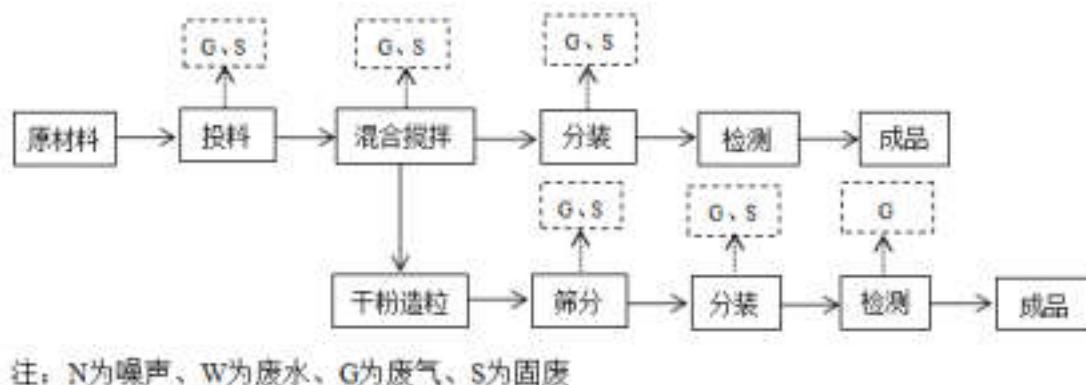 G、S G、S G、S
原材料 投料 混合搅拌 分装 检测 成品
G、S G、S G
干粉造粒 筛分 分装 检测 成品
注：N为噪声、W为废水、G为废气、S为固废